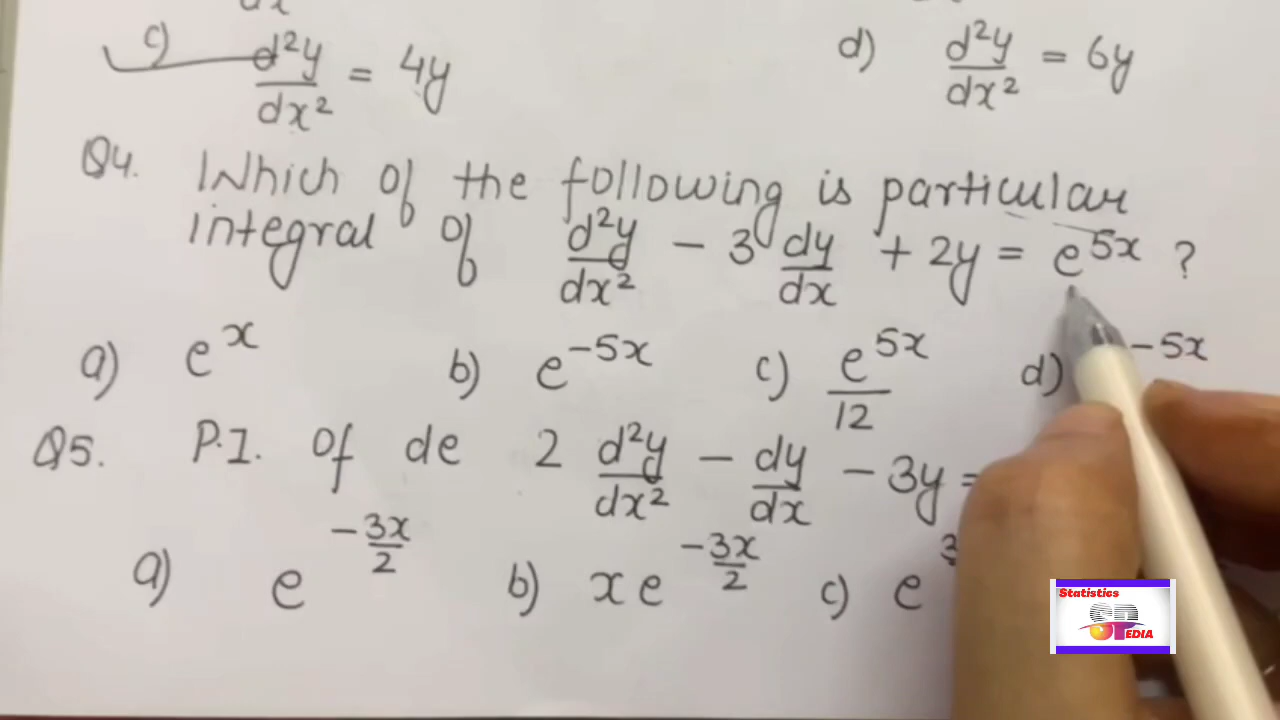 c) d²y/dx² = 4y d) d²y/dx² = 6y
Q4. Which of the following is particular
integral of d²y/dx² - 3 dy/dx + 2y = e^5x ?
a) e^x b) e^-5x c) e^5x/12 d) -5x
Q5. P.I. of de 2 d²y/dx² - dy/dx - 3y =
a) e^-3x/2 b) x e^-3x/2 c) e^3
Statistics
PEDIA